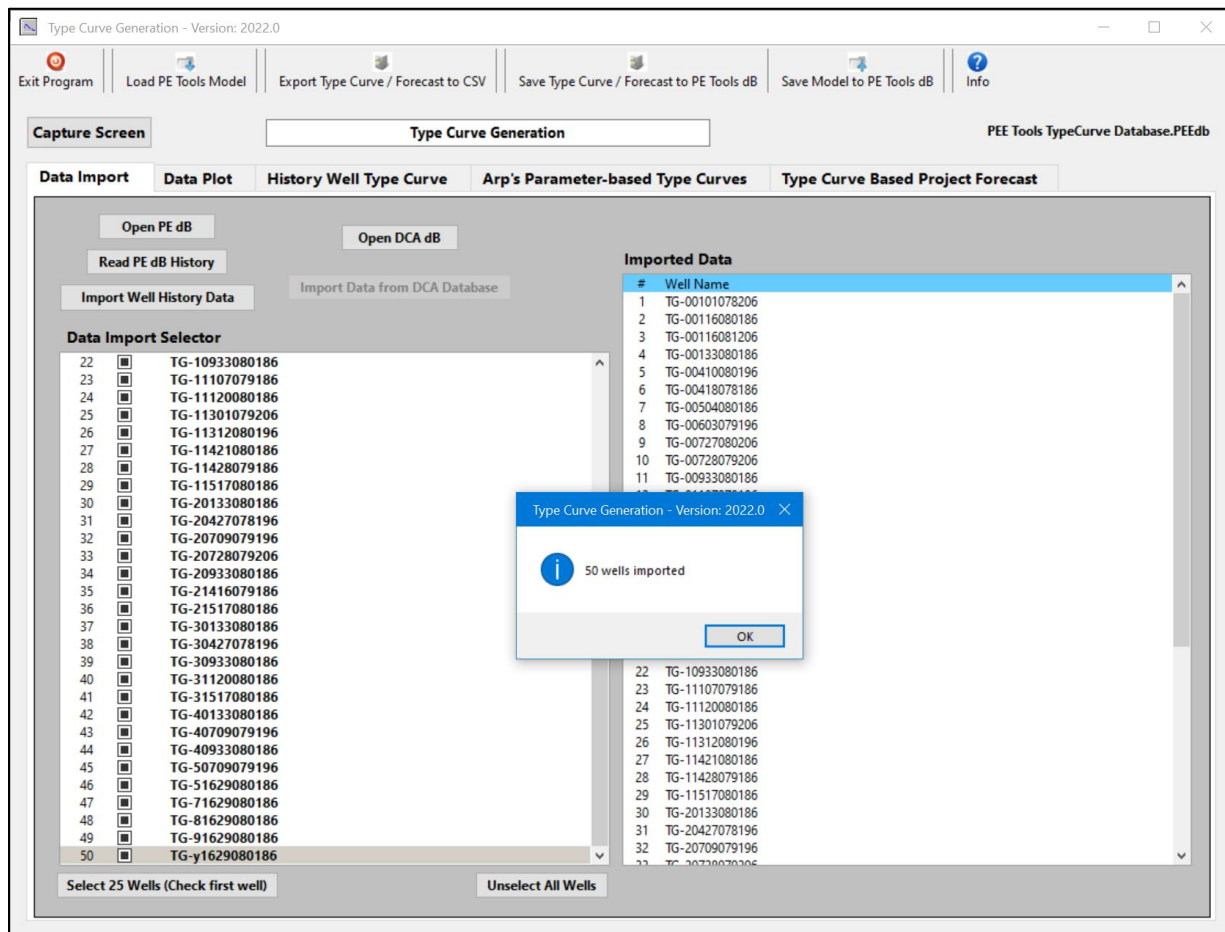 Type Curve Generation - Version: 2022.0
Exit Program
Load PE Tools Model
Export Type Curve / Forecast to CSV
Save Type Curve / Forecast to PE Tools dB
Save Model to PE Tools dB
Info
Capture Screen
Type Curve Generation
PEE Tools TypeCurve Database.PEEdb
Data Import
Data Plot
History Well Type Curve
Arp's Parameter-based Type Curves
Type Curve Based Project Forecast
Open PE dB
Open DCA dB
Read PE dB History
Import Data from DCA Database
Import Well History Data
Data Import Selector
22 TG-10933080186
23 TG-11107079186
24 TG-11120080186
25 TG-11301079206
26 TG-11312080196
27 TG-11421080186
28 TG-11428079186
29 TG-11517080186
30 TG-20133080186
31 TG-20427078196
32 TG-20709079196
33 TG-20728079206
34 TG-20933080186
35 TG-21416079186
36 TG-21517080186
37 TG-30133080186
38 TG-30427078196
39 TG-30933080186
40 TG-31120080186
41 TG-31517080186
42 TG-40133080186
43 TG-40709079196
44 TG-40933080186
45 TG-50709079196
46 TG-51629080186
47 TG-71629080186
48 TG-81629080186
49 TG-91629080186
50 TG-y1629080186
Select 25 Wells (Check first well)
Unselect All Wells
Imported Data
# Well Name
1 TG-00101078206
2 TG-00116080186
3 TG-00116081206
4 TG-00133080186
5 TG-00410080196
6 TG-00418078186
7 TG-00504080186
8 TG-00603079196
9 TG-00727080206
10 TG-00728079206
11 TG-00933080186
Type Curve Generation - Version: 2022.0
50 wells imported
OK
22 TG-10933080186
23 TG-11107079186
24 TG-11120080186
25 TG-11301079206
26 TG-11312080196
27 TG-11421080186
28 TG-11428079186
29 TG-11517080186
30 TG-20133080186
31 TG-20427078196
32 TG-20709079196